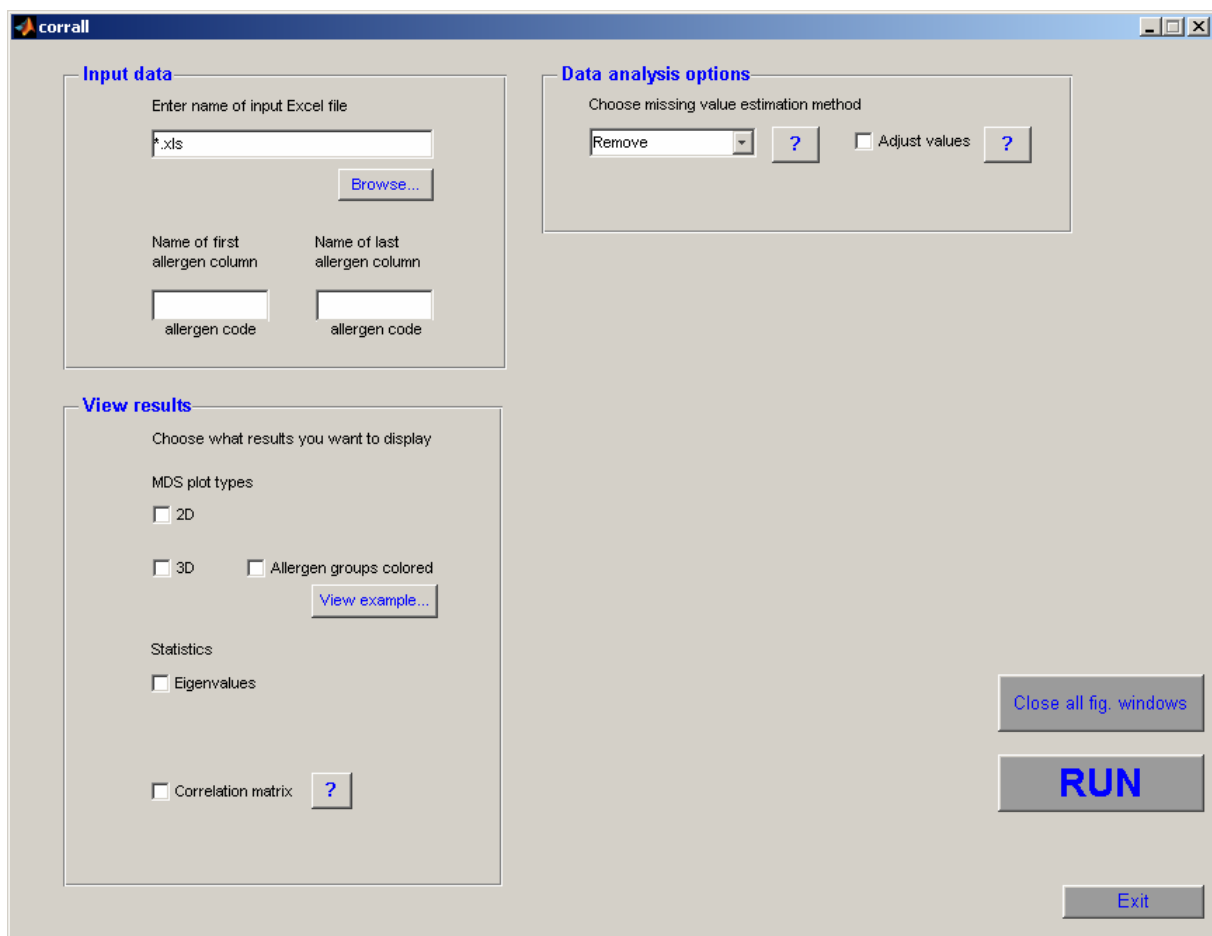 corrall
Input data
Enter name of input Excel file
*.xls
Browse...
Name of first
allergen column
Name of last
allergen column
allergen code
allergen code
Data analysis options
Choose missing value estimation method
Remove
?
Adjust values
?
View results
Choose what results you want to display
MDS plot types
2D
3D
Allergen groups colored
View example...
Statistics
Eigenvalues
Correlation matrix
?
Close all fig. windows
RUN
Exit